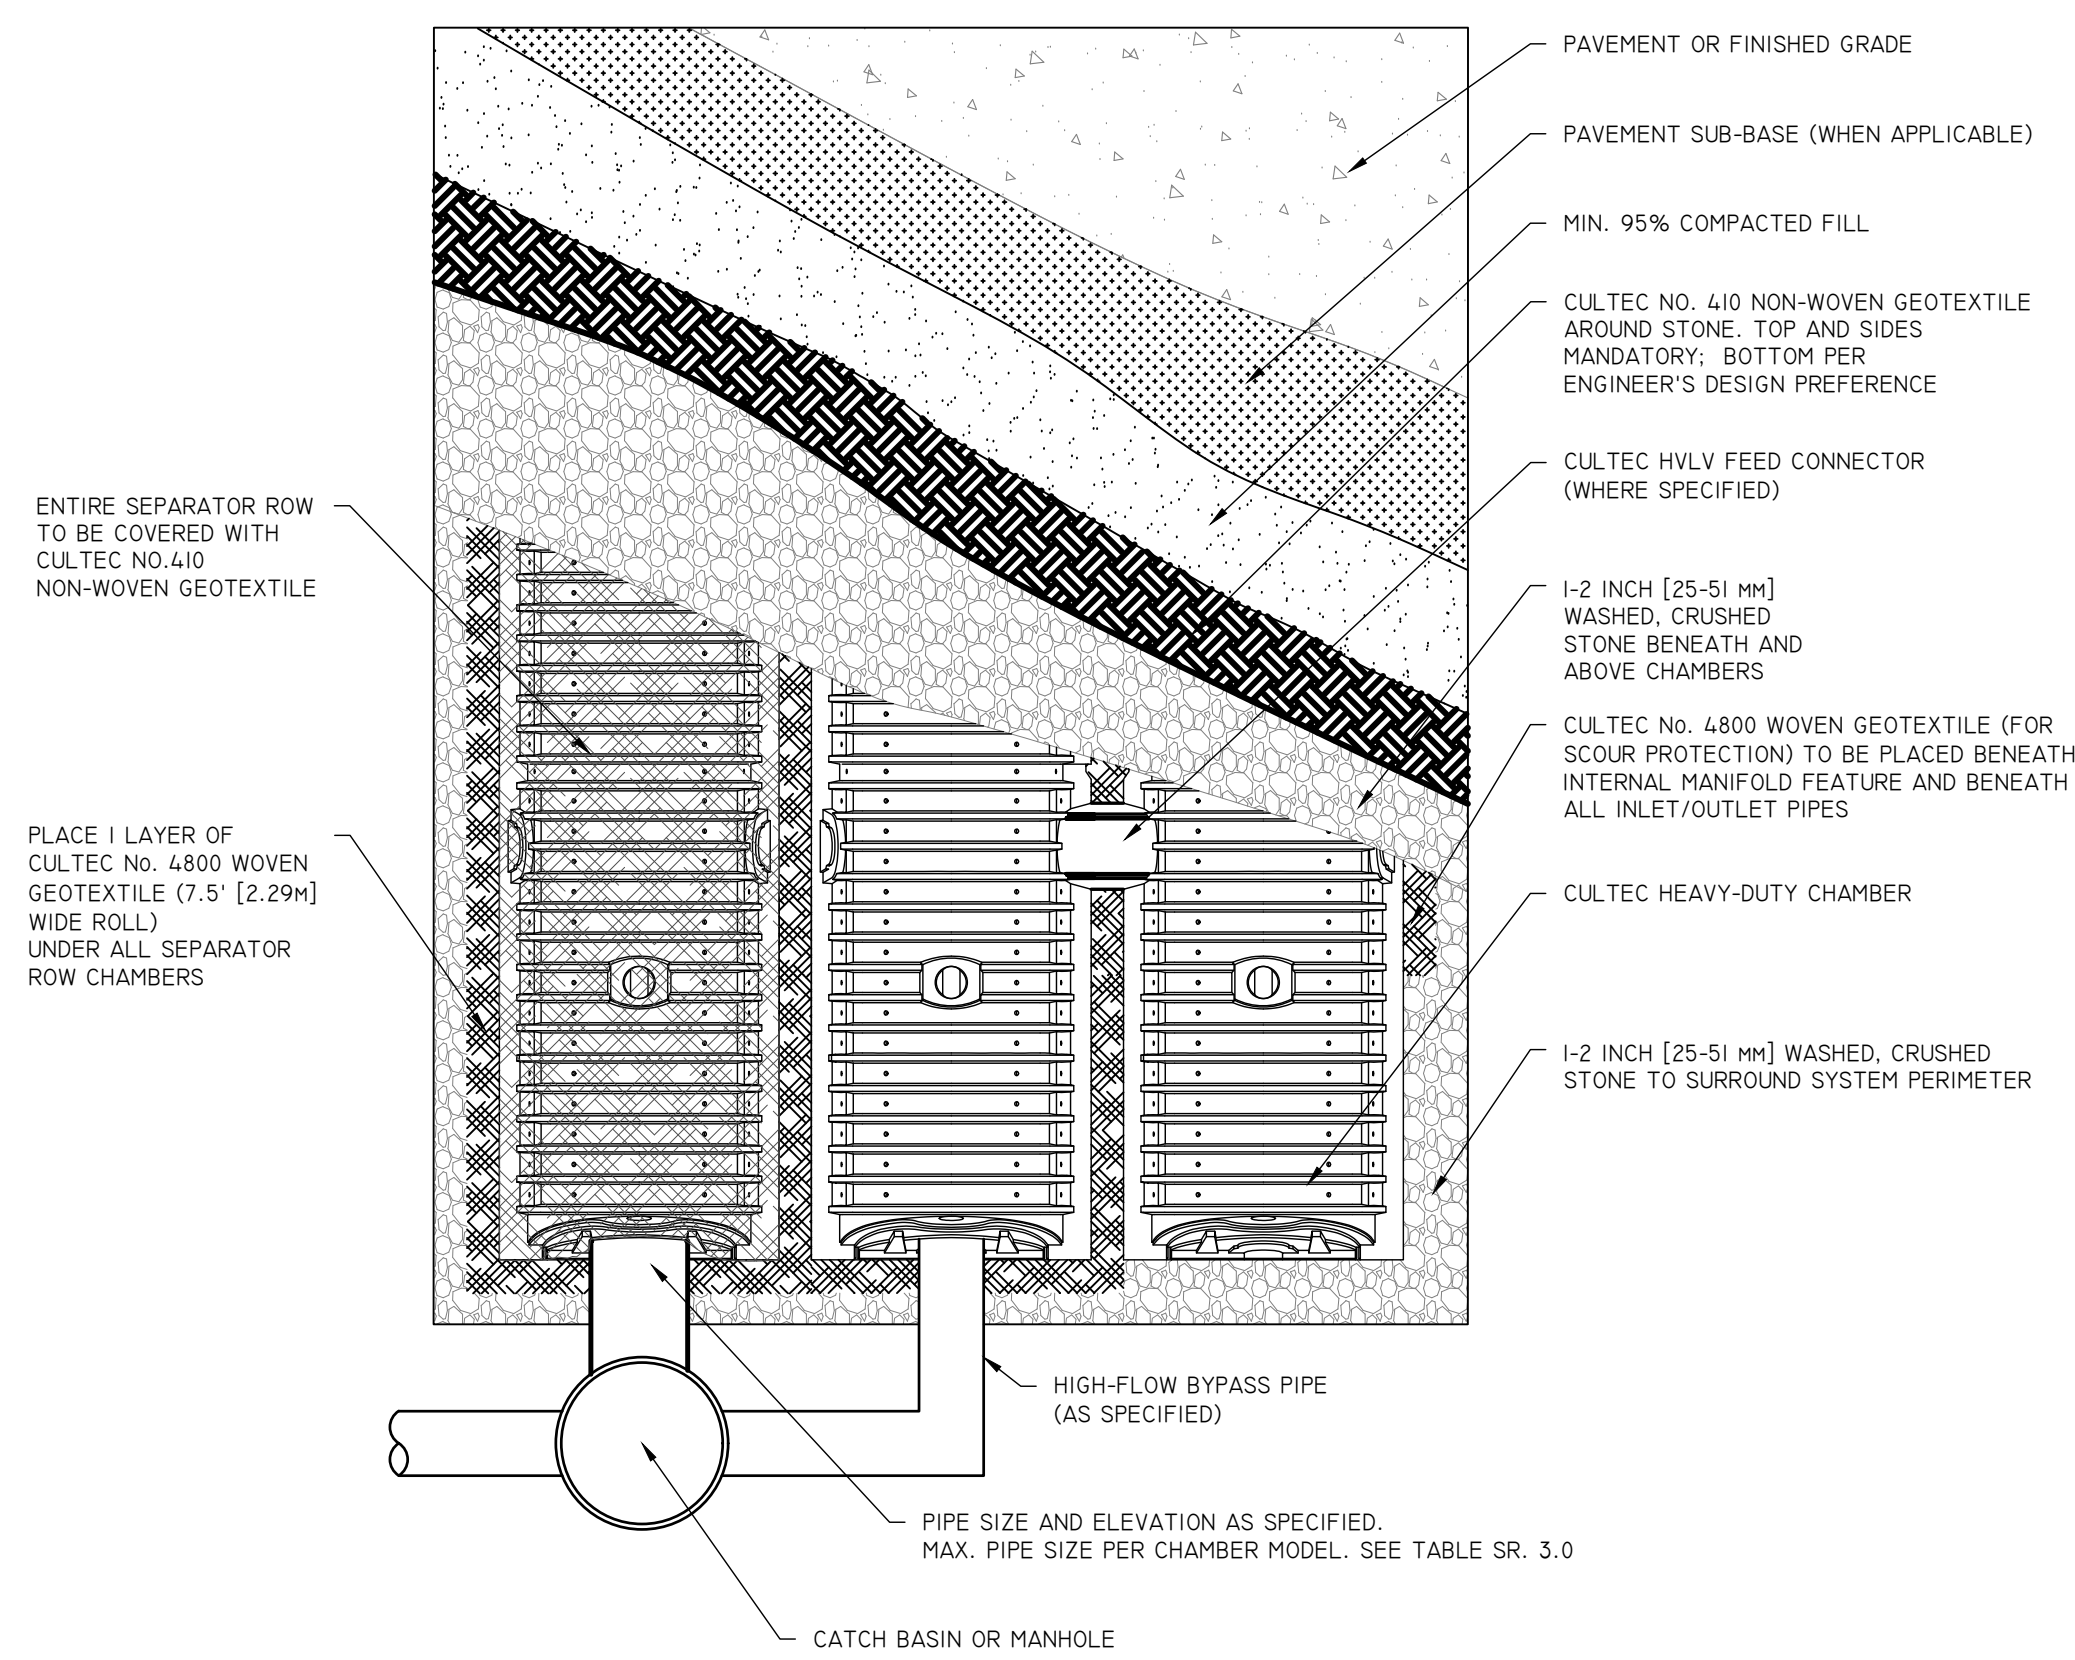 PAVEMENT OR FINISHED GRADE
PAVEMENT SUB-BASE (WHEN APPLICABLE)
MIN. 95% COMPACTED FILL
CULTEC NO. 410 NON-WOVEN GEOTEXTILE
AROUND STONE. TOP AND SIDES
MANDATORY; BOTTOM PER
ENGINEER'S DESIGN PREFERENCE
CULTEC HVLV FEED CONNECTOR
(WHERE SPECIFIED)
1-2 INCH [25-51 MM]
WASHED, CRUSHED
STONE BENEATH AND
ABOVE CHAMBERS
CULTEC No. 4800 WOVEN GEOTEXTILE (FOR
SCOUR PROTECTION) TO BE PLACED BENEATH
INTERNAL MANIFOLD FEATURE AND BENEATH
ALL INLET/OUTLET PIPES
CULTEC HEAVY-DUTY CHAMBER
1-2 INCH [25-51 MM] WASHED, CRUSHED
STONE TO SURROUND SYSTEM PERIMETER
ENTIRE SEPARATOR ROW
TO BE COVERED WITH
CULTEC NO.410
NON-WOVEN GEOTEXTILE
PLACE 1 LAYER OF
CULTEC No. 4800 WOVEN
GEOTEXTILE (7.5' [2.29M]
WIDE ROLL)
UNDER ALL SEPARATOR
ROW CHAMBERS
HIGH-FLOW BYPASS PIPE
(AS SPECIFIED)
PIPE SIZE AND ELEVATION AS SPECIFIED.
MAX. PIPE SIZE PER CHAMBER MODEL. SEE TABLE SR. 3.0
CATCH BASIN OR MANHOLE